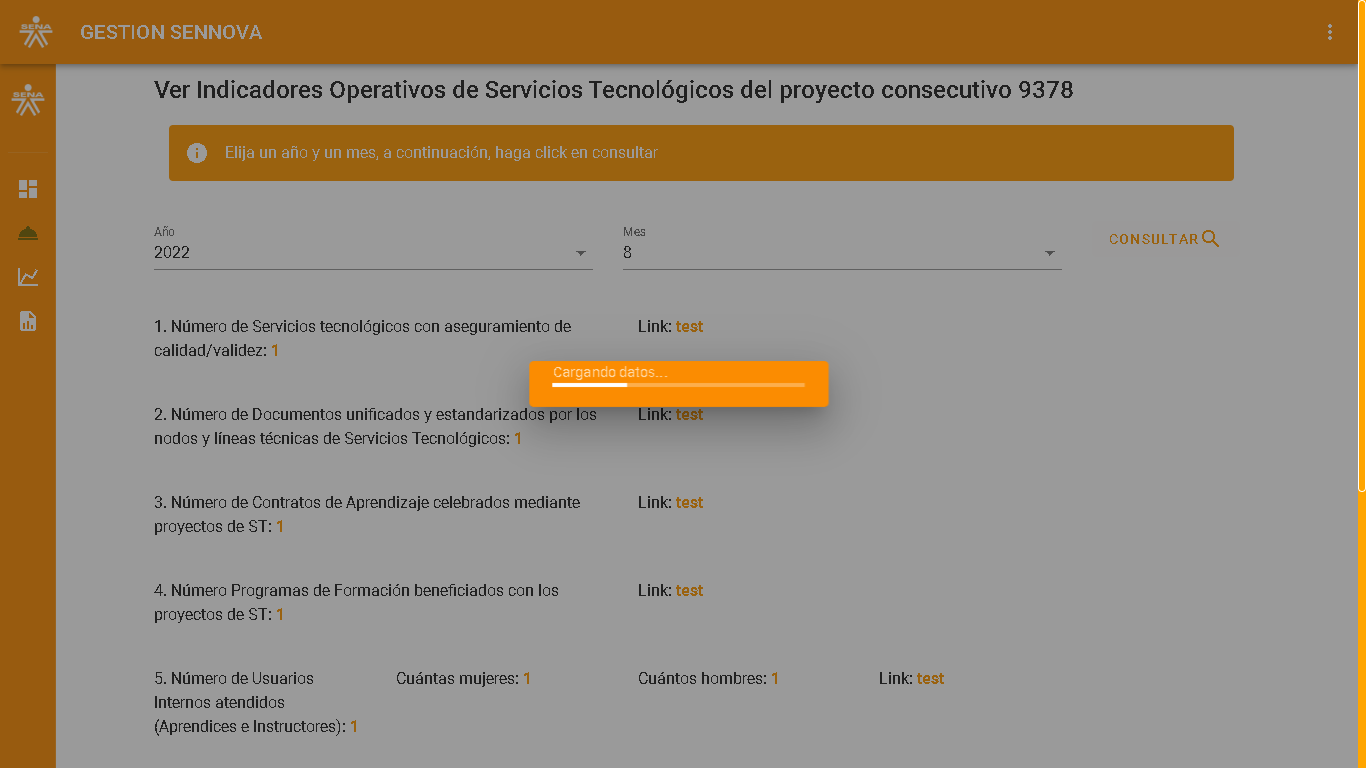 SENA
GESTION SENNOVA
SENA
Ver Indicadores Operativos de Servicios Tecnológicos del proyecto consecutivo 9378
Elija un año y un mes, a continuación, haga click en consultar
Año
Mes
2022
8
CONSULTAR
1. Número de Servicios tecnológicos con aseguramiento de
calidad/validez: 1
Link: test
Cargando datos...
2. Número de Documentos unificados y estandarizados por los
nodos y líneas técnicas de Servicios Tecnológicos: 1
Link: test
3. Número de Contratos de Aprendizaje celebrados mediante
proyectos de ST: 1
Link: test
4. Número Programas de Formación beneficiados con los
proyectos de ST: 1
Link: test
5. Número de Usuarios
Internos atendidos
(Aprendices e Instructores): 1
Cuántas mujeres: 1
Cuántos hombres: 1
Link: test